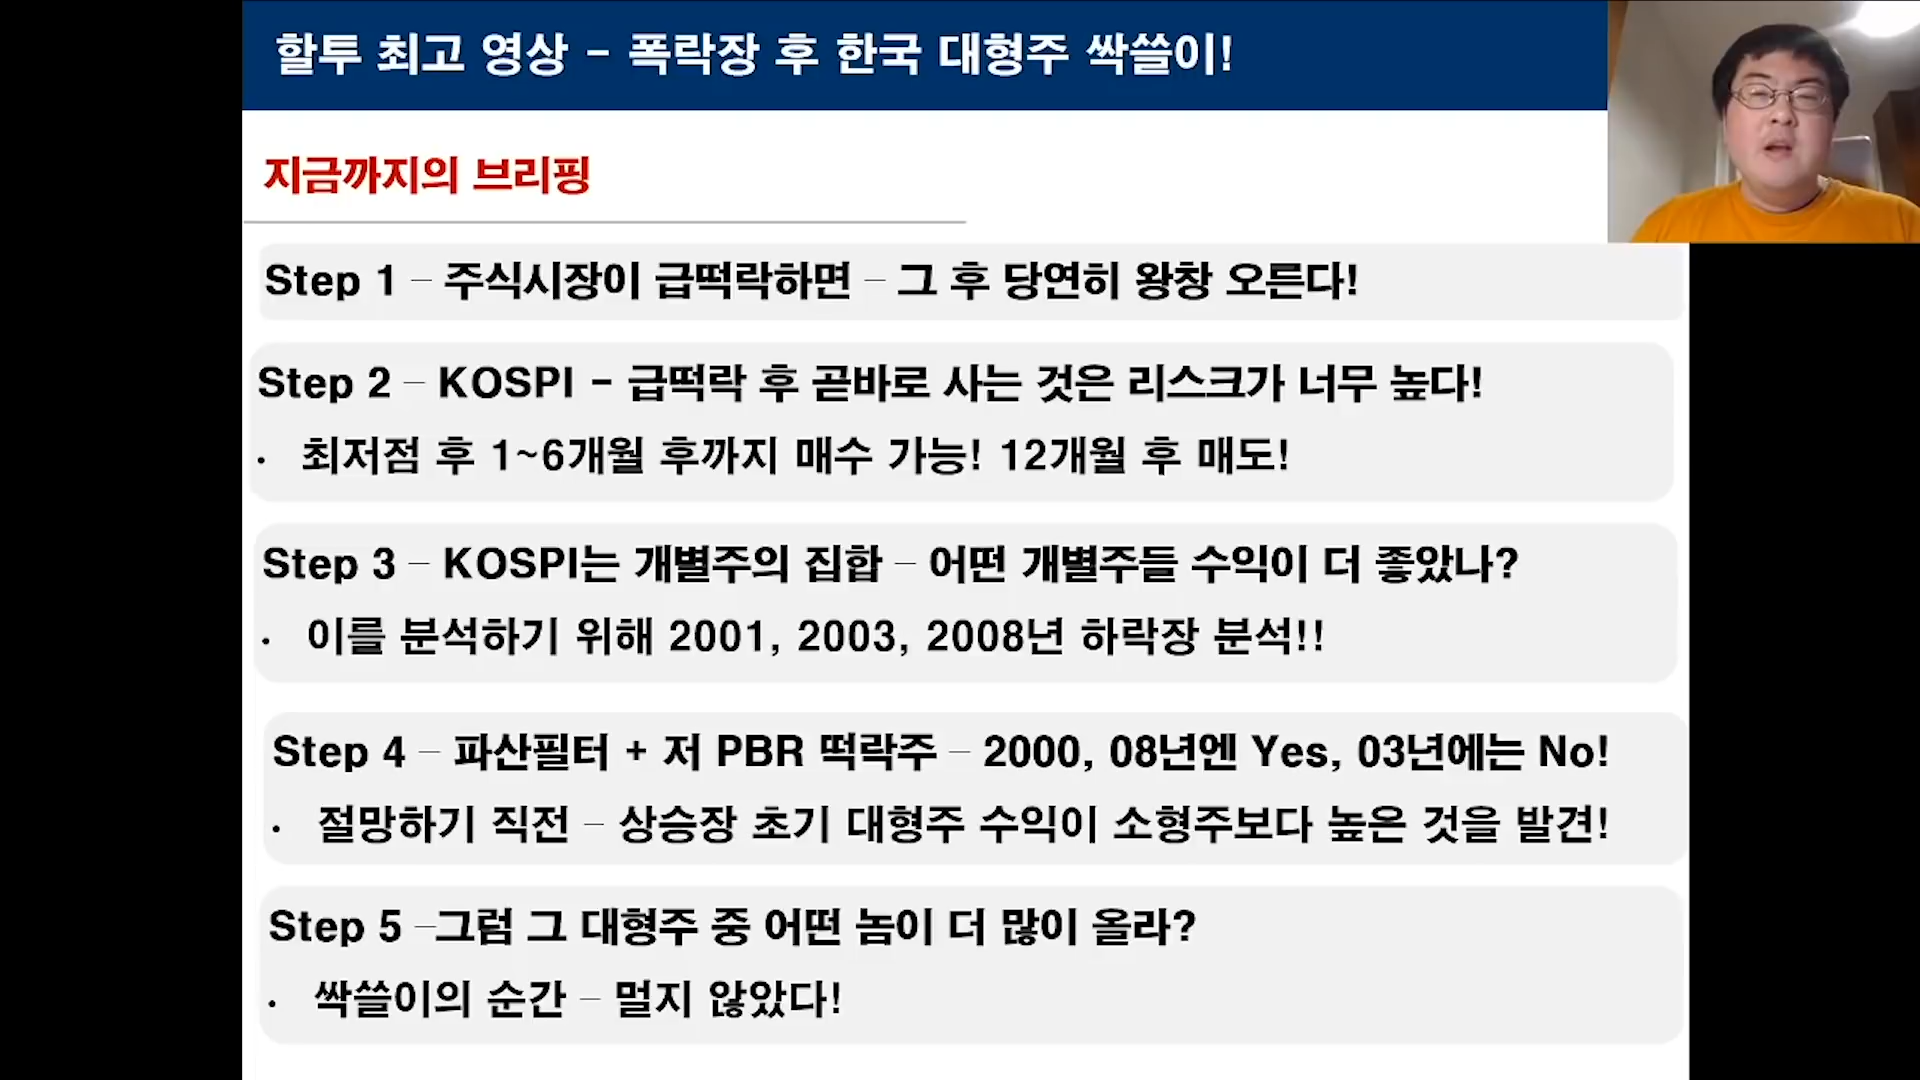 할투 최고 영상 - 폭락장 후 한국 대형주 싹쓸이!
지금까지의 브리핑
Step 1 – 주식시장이 급떡락하면 – 그 후 당연히 왕창 오른다!
Step 2 – KOSPI - 급떡락 후 곧바로 사는 것은 리스크가 너무 높다!
· 최저점 후 1~6개월 후까지 매수 가능! 12개월 후 매도!
Step 3 – KOSPI는 개별주의 집합 – 어떤 개별주들 수익이 더 좋았나?
· 이를 분석하기 위해 2001, 2003, 2008년 하락장 분석!!
Step 4 – 파산필터 + 저 PBR 떡락주 – 2000, 08년엔 Yes, 03년에는 No!
· 절망하기 직전 – 상승장 초기 대형주 수익이 소형주보다 높은 것을 발견!
Step 5 –그럼 그 대형주 중 어떤 놈이 더 많이 올라?
· 싹쓸이의 순간 – 멀지 않았다!